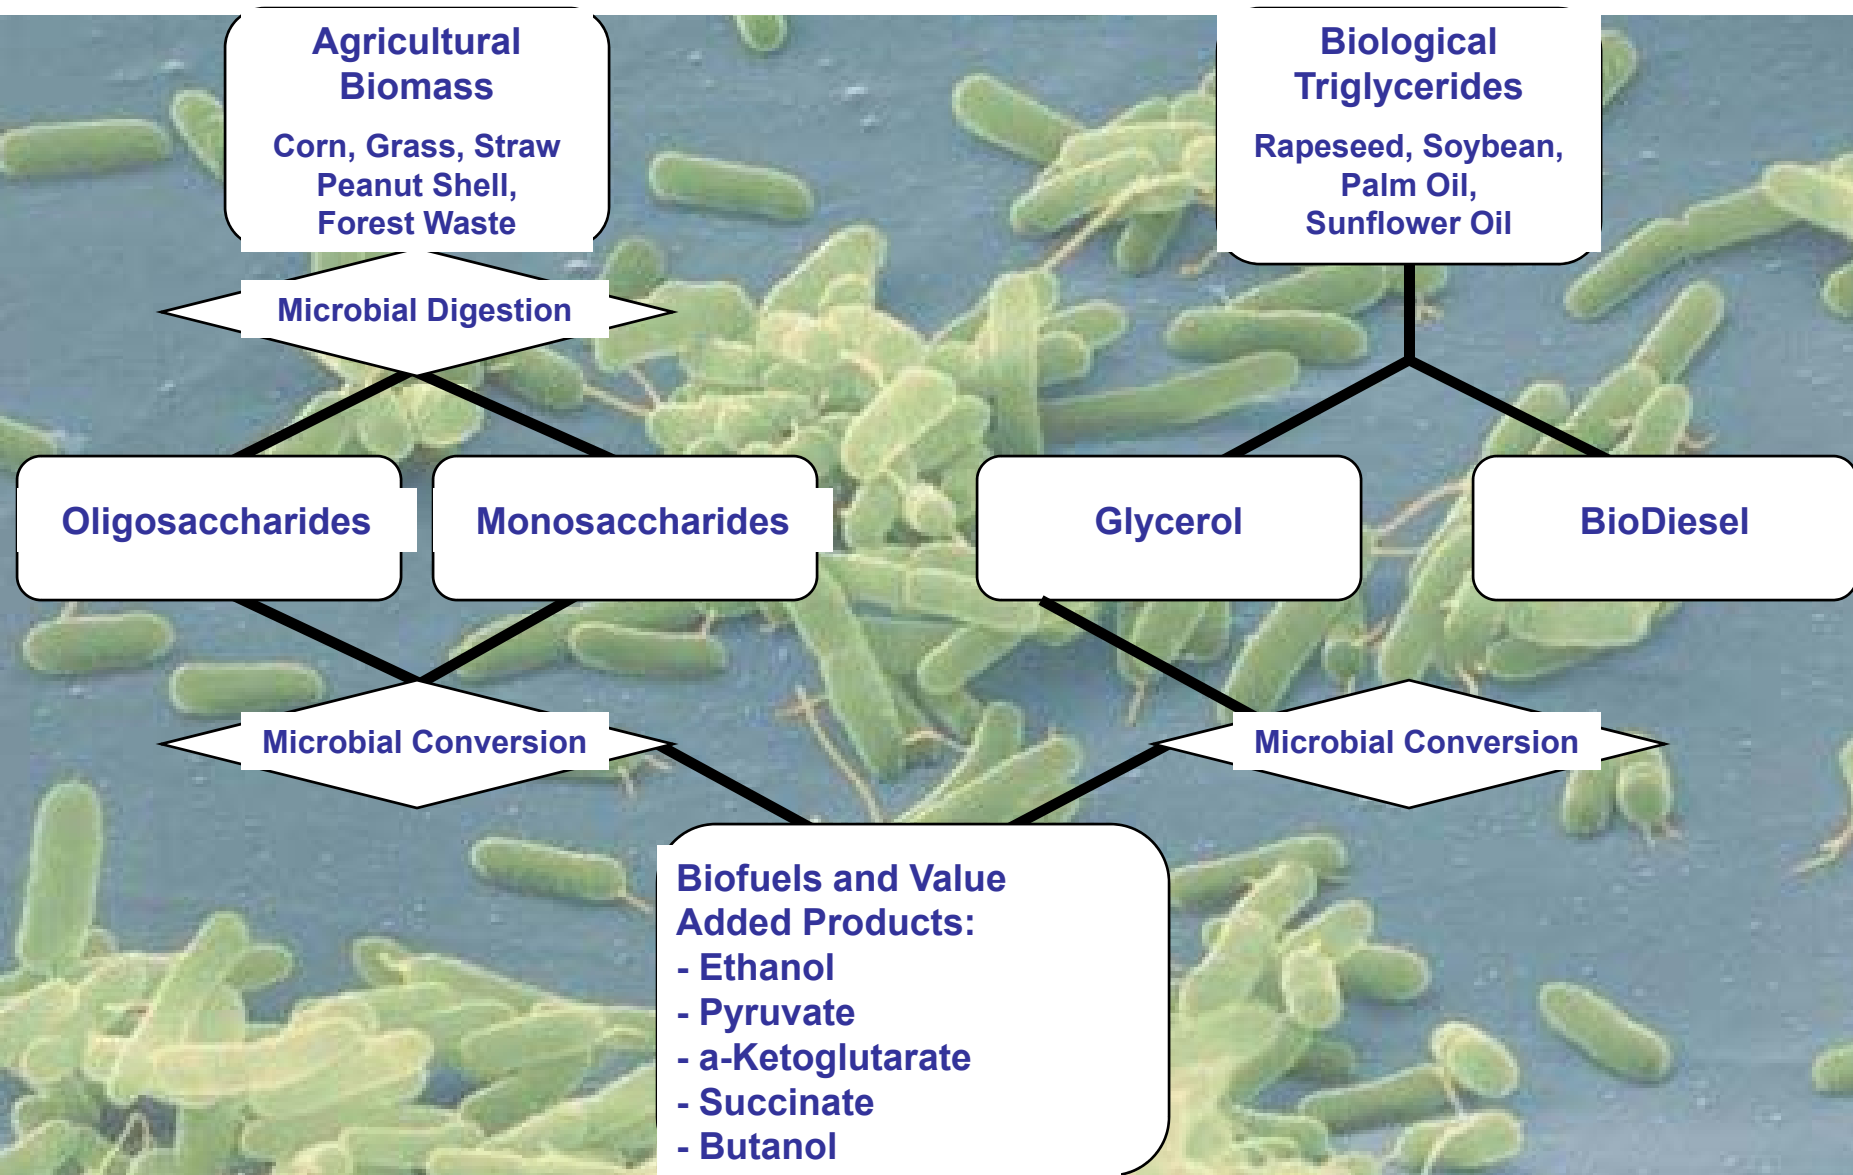 Agricultural
Biomass
Corn, Grass, Straw
Peanut Shell,
Forest Waste
Biological
Triglycerides
Rapeseed, Soybean,
Palm Oil,
Sunflower Oil
Microbial Digestion
Oligosaccharides
Monosaccharides
Glycerol
BioDiesel
Microbial Conversion
Microbial Conversion
Biofuels and Value
Added Products:
- Ethanol
- Pyruvate
- a-Ketoglutarate
- Succinate
- Butanol